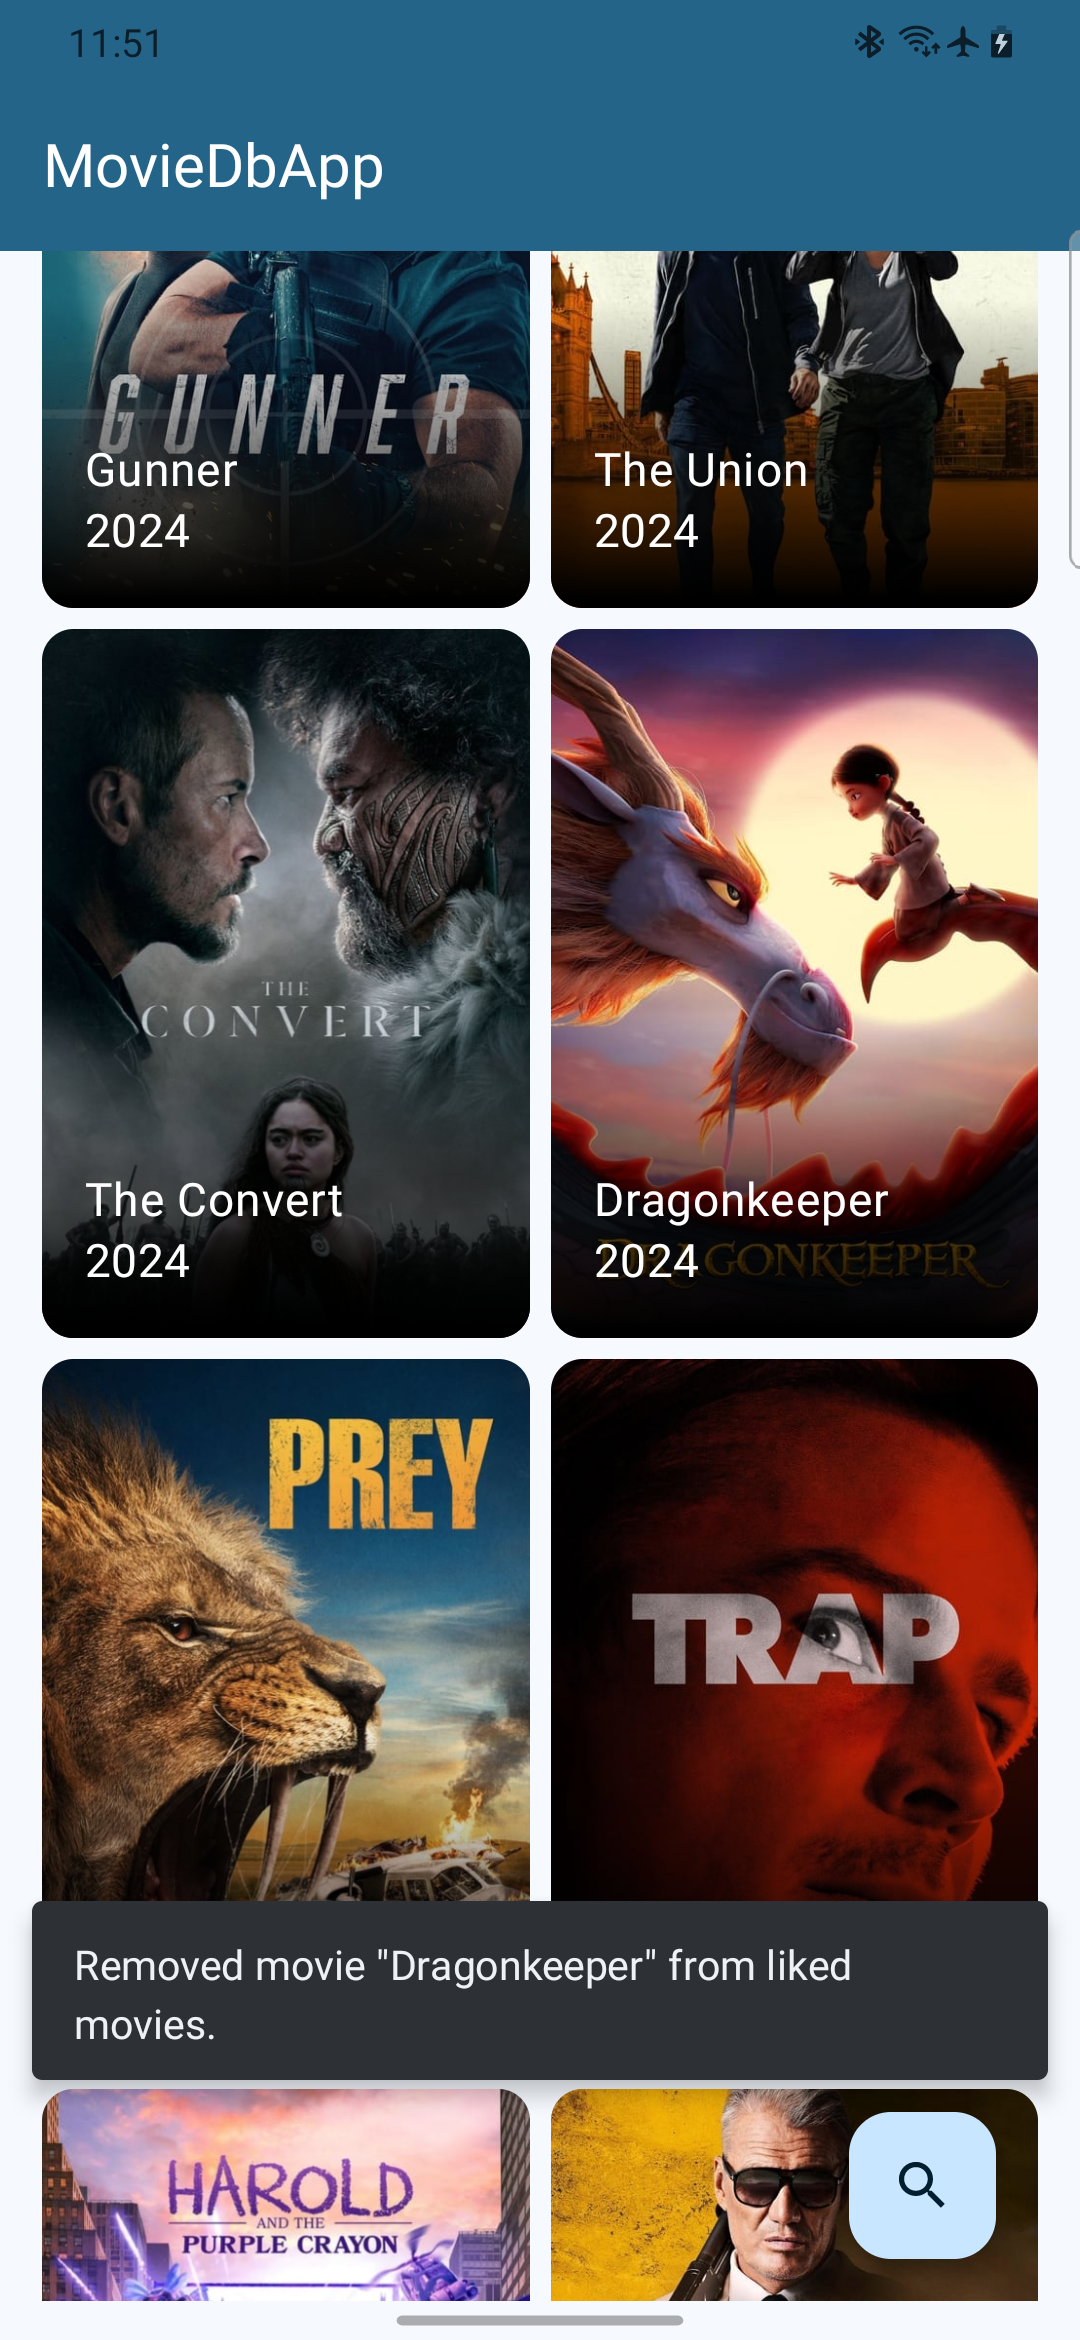 11:51
MovieDbApp
GUNNER
Gunner
2024
The Union
2024
THE
CONVERT
The Convert
2024
DRAGONKEEPER
Dragonkeeper
2024
PREY
TRAP
Removed movie "Dragonkeeper" from liked
movies.
HAROLD
AND THE
PURPLE CRAYON